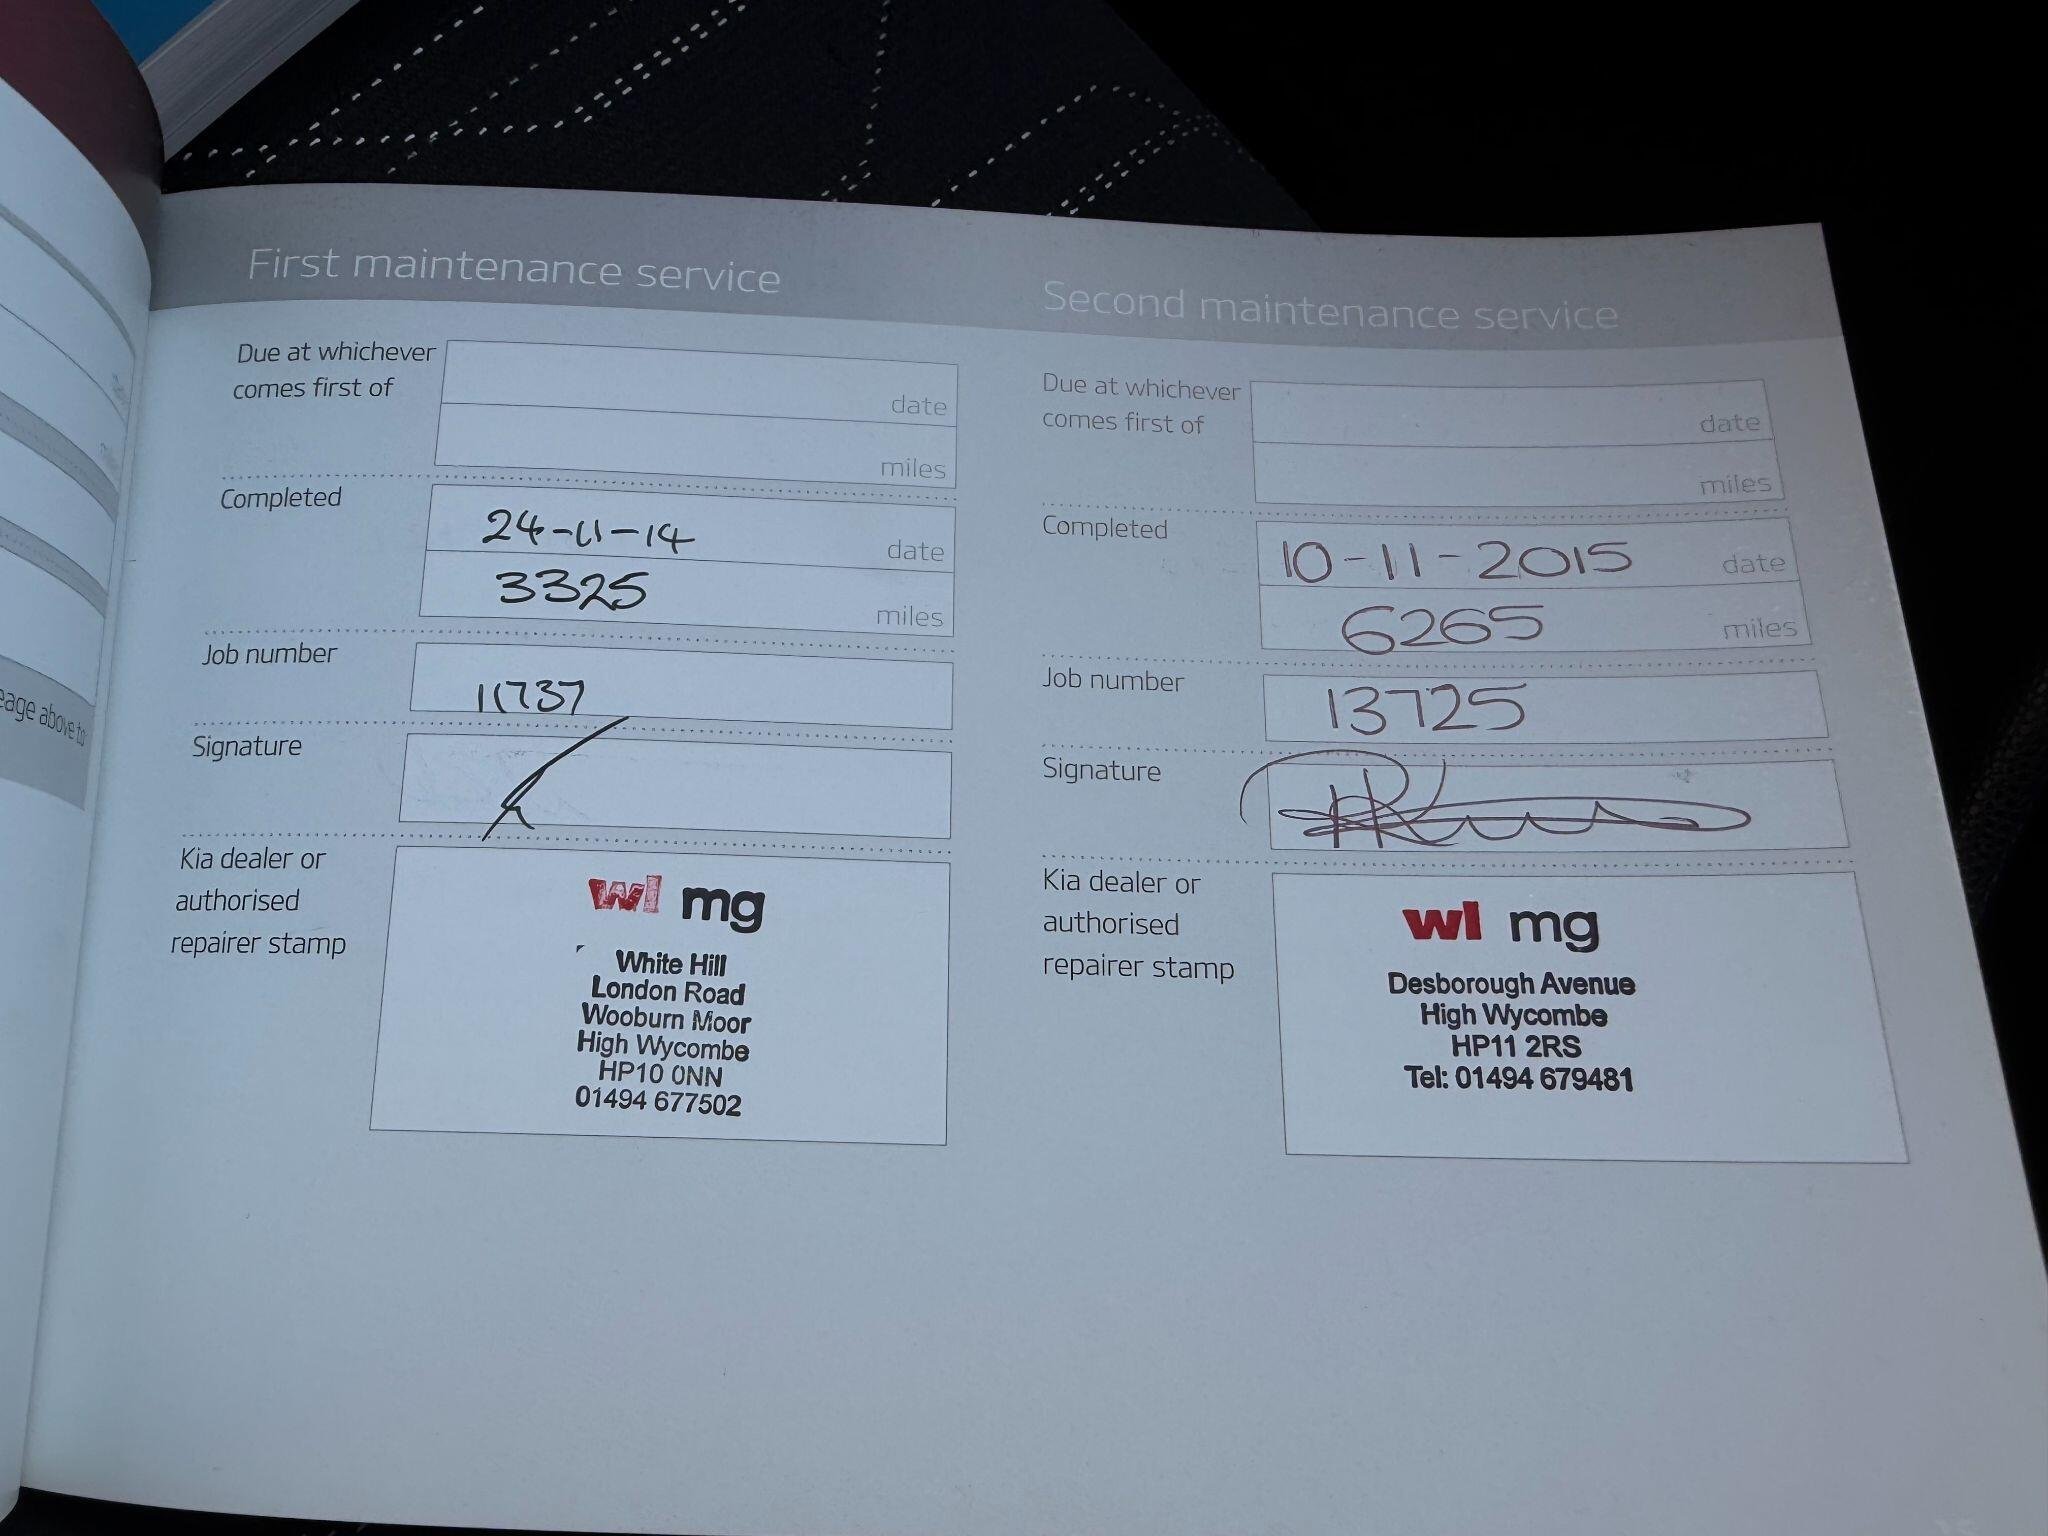 eage above to
First maintenance service
Due at whichever
comes first of
date
miles
Completed
24-11-14 date
3325 miles
Job number
11737
Signature
Kia dealer or
authorised
repairer stamp
wl mg
White Hill
London Road
Wooburn Moor
High Wycombe
HP10 0NN
01494 677502
Second maintenance service
Due at whichever
comes first of
date
miles
Completed
10-11-2015 date
6265 miles
Job number
13725
Signature
Kia dealer or
authorised
repairer stamp
wl mg
Desborough Avenue
High Wycombe
HP11 2RS
Tel: 01494 679481